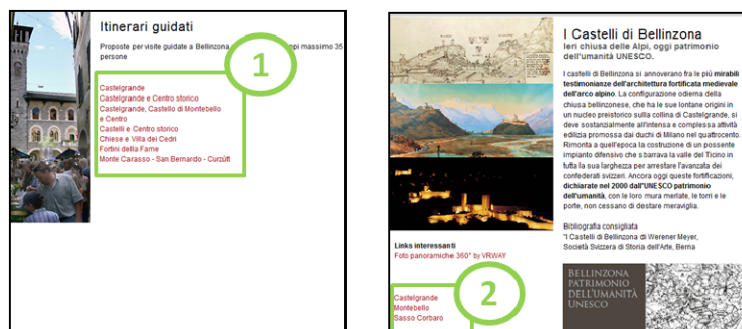 Itinerari guidati
Proposte per visite guidate a Bellinzona massimo 35
persone
1
Castelgrande
Castelgrande e Centro storico
Castelgrande, Castello di Montebello
e Centro
Castelli e Centro storico
Chiese e Villa dei Cedri
Fortini della Fame
Monte Carasso - San Bernardo - Curzútt
I Castelli di Bellinzona
Ieri chiusa delle Alpi, oggi patrimonio
dell'umanità UNESCO.
I castelli di Bellinzona si annoverano fra le più mirabili
testimonianze dell'architettura fortificata medievale
dell'arco alpino. La configurazione odierna della
chiusa bellinzonese, che ha le sue lontane origini in
un nucleo preistorico sulla collina di Castelgrande, si
deve sostanzialmente all'intensa e complessa attività
edilizia promossa dai duchi di Milano nel quattrocento.
Rimonta a quell'epoca la costruzione di un possente
impianto difensivo che sbarrava la valle del Ticino in
tutta la sua larghezza per arrestare l'avanzata dei
confederati svizzeri. Ancora oggi queste fortificazioni,
dichiarate nel 2000 dall'"UNESCO patrimonio
dell'umanità, con le loro mura merlate, le torri e le
porte, non cessano di destare meraviglia.
Bibliografia consigliata
"I Castelli di Bellinzona di Werener Meyer,
Società Svizzera di Storia dell'Arte, Berna
Links interessanti
Foto panoramiche 360° by VRWAY
Castelgrande
Montebello
Sasso Corbaro
2
BELLINZONA
PATRIMONIO
DELL'UMANITÀ
UNESCO